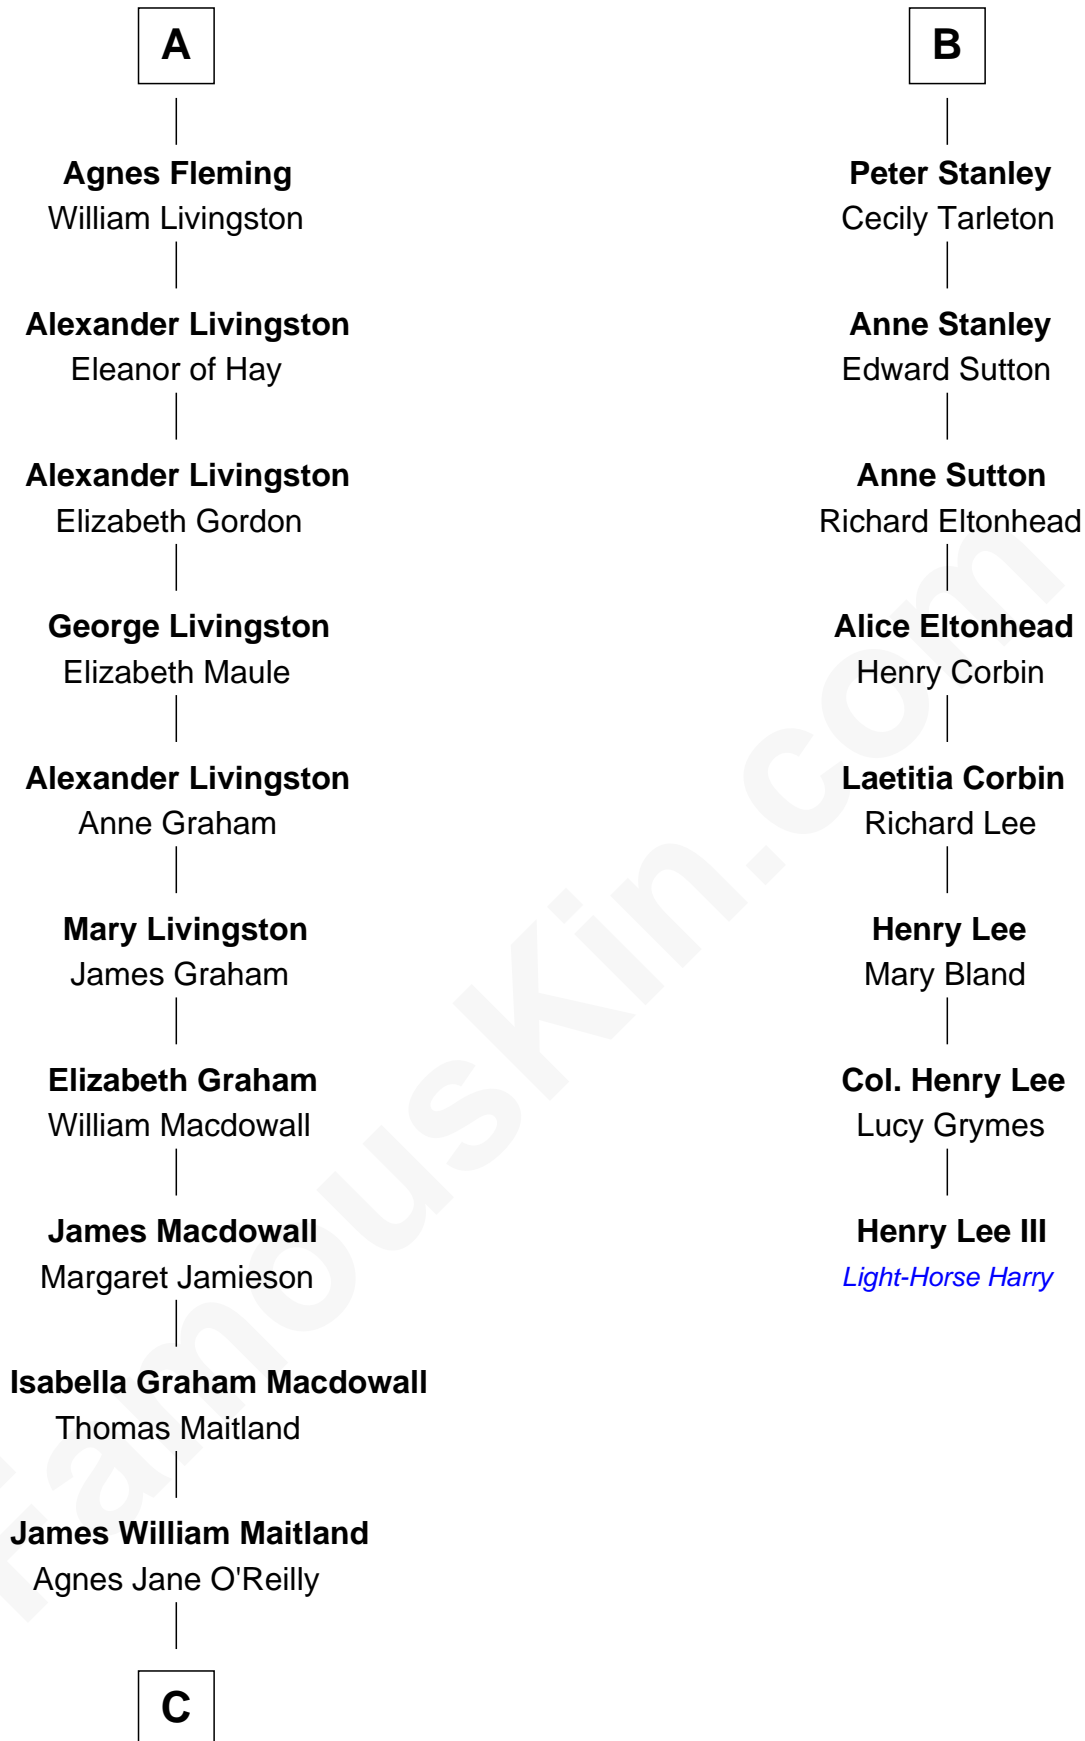 A
Agnes Fleming
William Livingston
Alexander Livingston
Eleanor of Hay
Alexander Livingston
Elizabeth Gordon
George Livingston
Elizabeth Maule
Alexander Livingston
Anne Graham
Mary Livingston
James Graham
Elizabeth Graham
William Macdowall
James Macdowall
Margaret Jamieson
Isabella Graham Macdowall
Thomas Maitland
James William Maitland
Agnes Jane O'Reilly
C
B
Peter Stanley
Cecily Tarleton
Anne Stanley
Edward Sutton
Anne Sutton
Richard Eltonhead
Alice Eltonhead
Henry Corbin
Laetitia Corbin
Richard Lee
Henry Lee
Mary Bland
Col. Henry Lee
Lucy Grymes
Henry Lee III
Light-Horse Harry
FamousKin.com